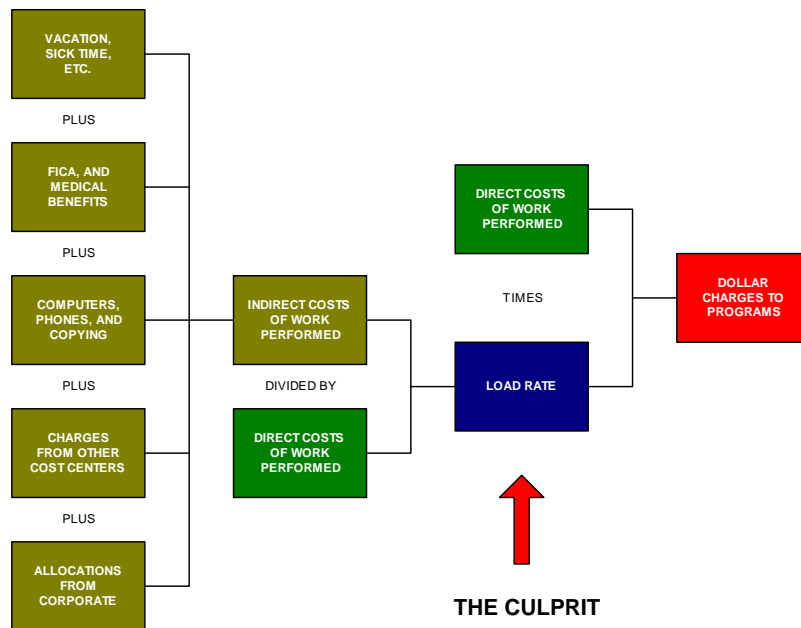 VACATION,
SICK TIME,
ETC.
PLUS
FICA, AND
MEDICAL
BENEFITS
PLUS
COMPUTERS,
PHONES, AND
COPYING
PLUS
CHARGES
FROM OTHER
COST CENTERS
PLUS
ALLOCATIONS
FROM
CORPORATE
INDIRECT COSTS
OF WORK
PERFORMED
DIVIDED BY
DIRECT COSTS
OF WORK
PERFORMED
DIRECT COSTS
OF WORK
PERFORMED
TIMES
LOAD RATE
THE CULPRIT
DOLLAR
CHARGES TO
PROGRAMS